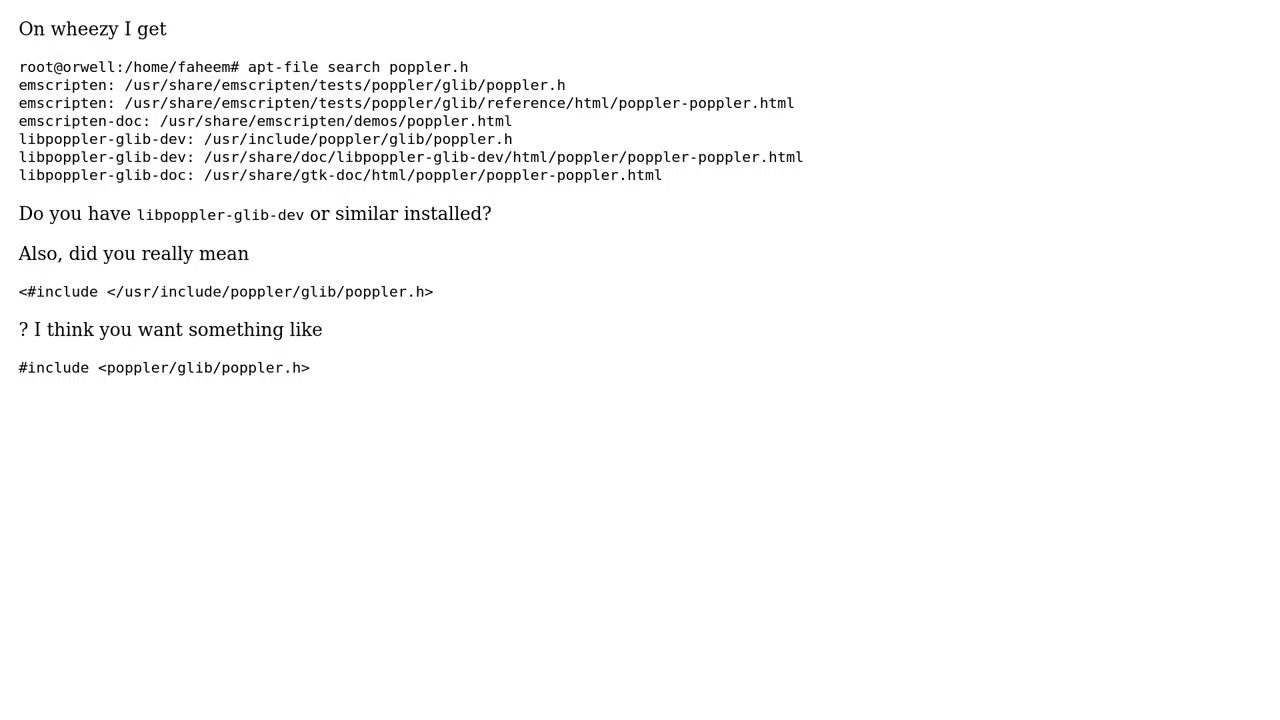 On wheezy I get
root@orwell:/home/faheem# apt-file search poppler.h
emscripten: /usr/share/emscripten/tests/poppler/glib/poppler.h
emscripten: /usr/share/emscripten/tests/poppler/glib/reference/html/poppler-poppler.html
emscripten-doc: /usr/share/emscripten/demos/poppler.html
libpoppler-glib-dev: /usr/include/poppler/glib/poppler.h
libpoppler-glib-dev: /usr/share/doc/libpoppler-glib-dev/html/poppler/poppler-poppler.html
libpoppler-glib-doc: /usr/share/gtk-doc/html/poppler/poppler-poppler.html
Do you have libpoppler-glib-dev or similar installed?
Also, did you really mean
<#include </usr/include/poppler/glib/poppler.h>
? I think you want something like
#include <poppler/glib/poppler.h>